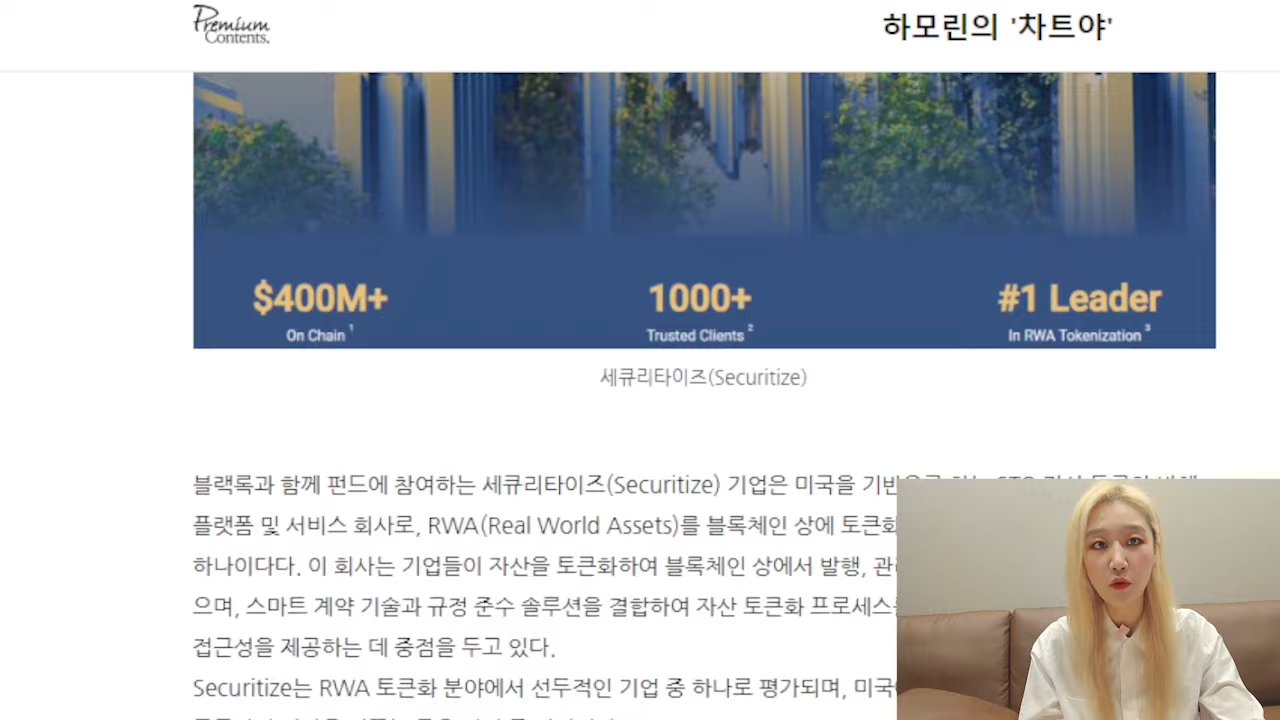 Premium
Contents.
하모린의 '차트야'
$400M+ 1000+ #1 Leader
On Chain 1 Trusted Clients 2 In RWA Tokenization 3
세큐리타이즈(Securitize)
블랙록과 함께 펀드에 참여하는 세큐리타이즈(Securitize) 기업은 미국을
플랫폼 및 서비스 회사로, RWA(Real World Assets)를 블록체인 상에 토큰화
하나이다다. 이 회사는 기업들이 자산을 토큰화하여 블록체인 상에서 발행,
으며, 스마트 계약 기술과 규정 준수 솔루션을 결합하여 자산 토큰화 프로세스
접근성을 제공하는 데 중점을 두고 있다.
Securitize는 RWA 토큰화 분야에서 선두적인 기업 중 하나로 평가되며,